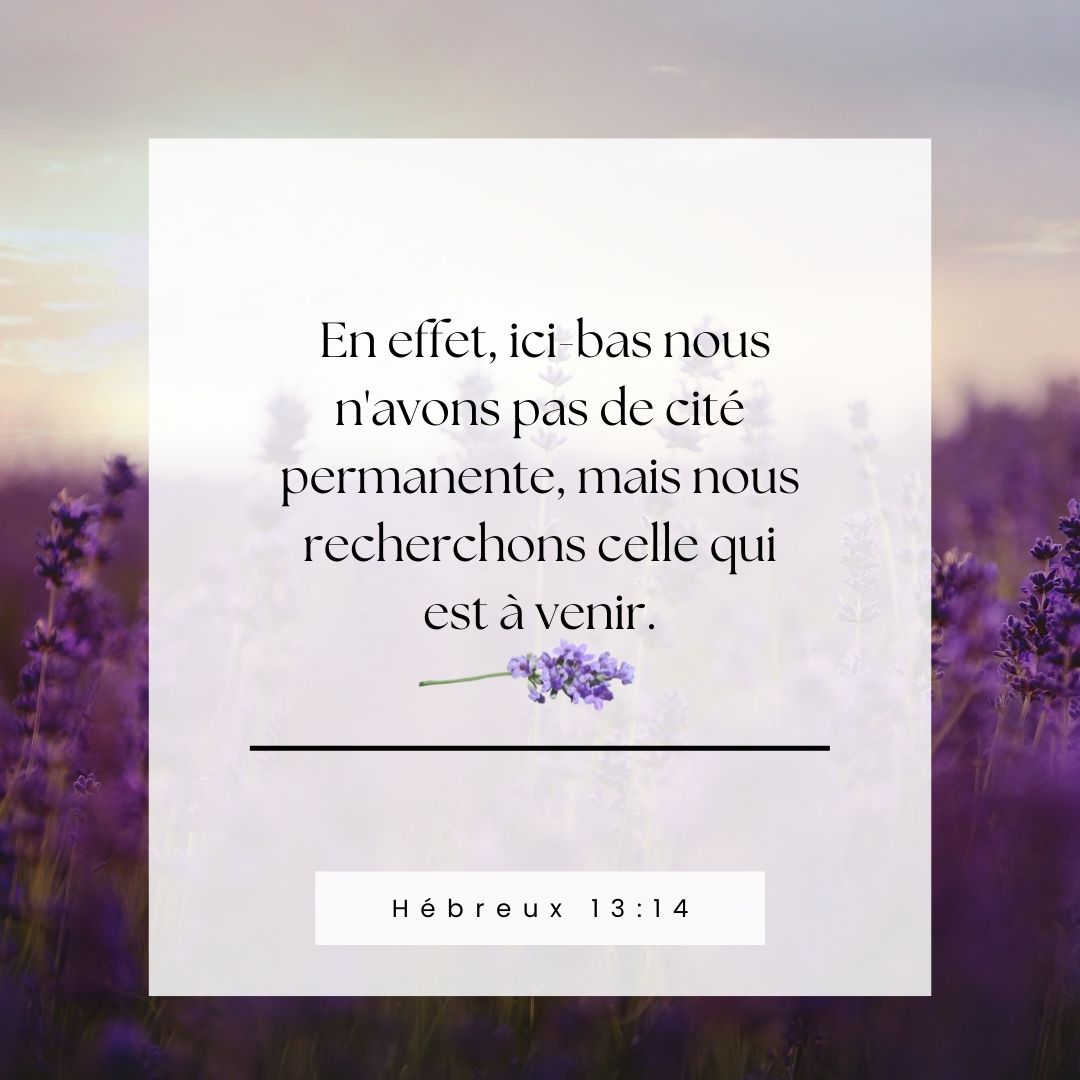 En effet, ici-bas nous
n'avons pas de cité
permanente, mais nous
recherchons celle qui
est à venir.
Hébreux 13:14